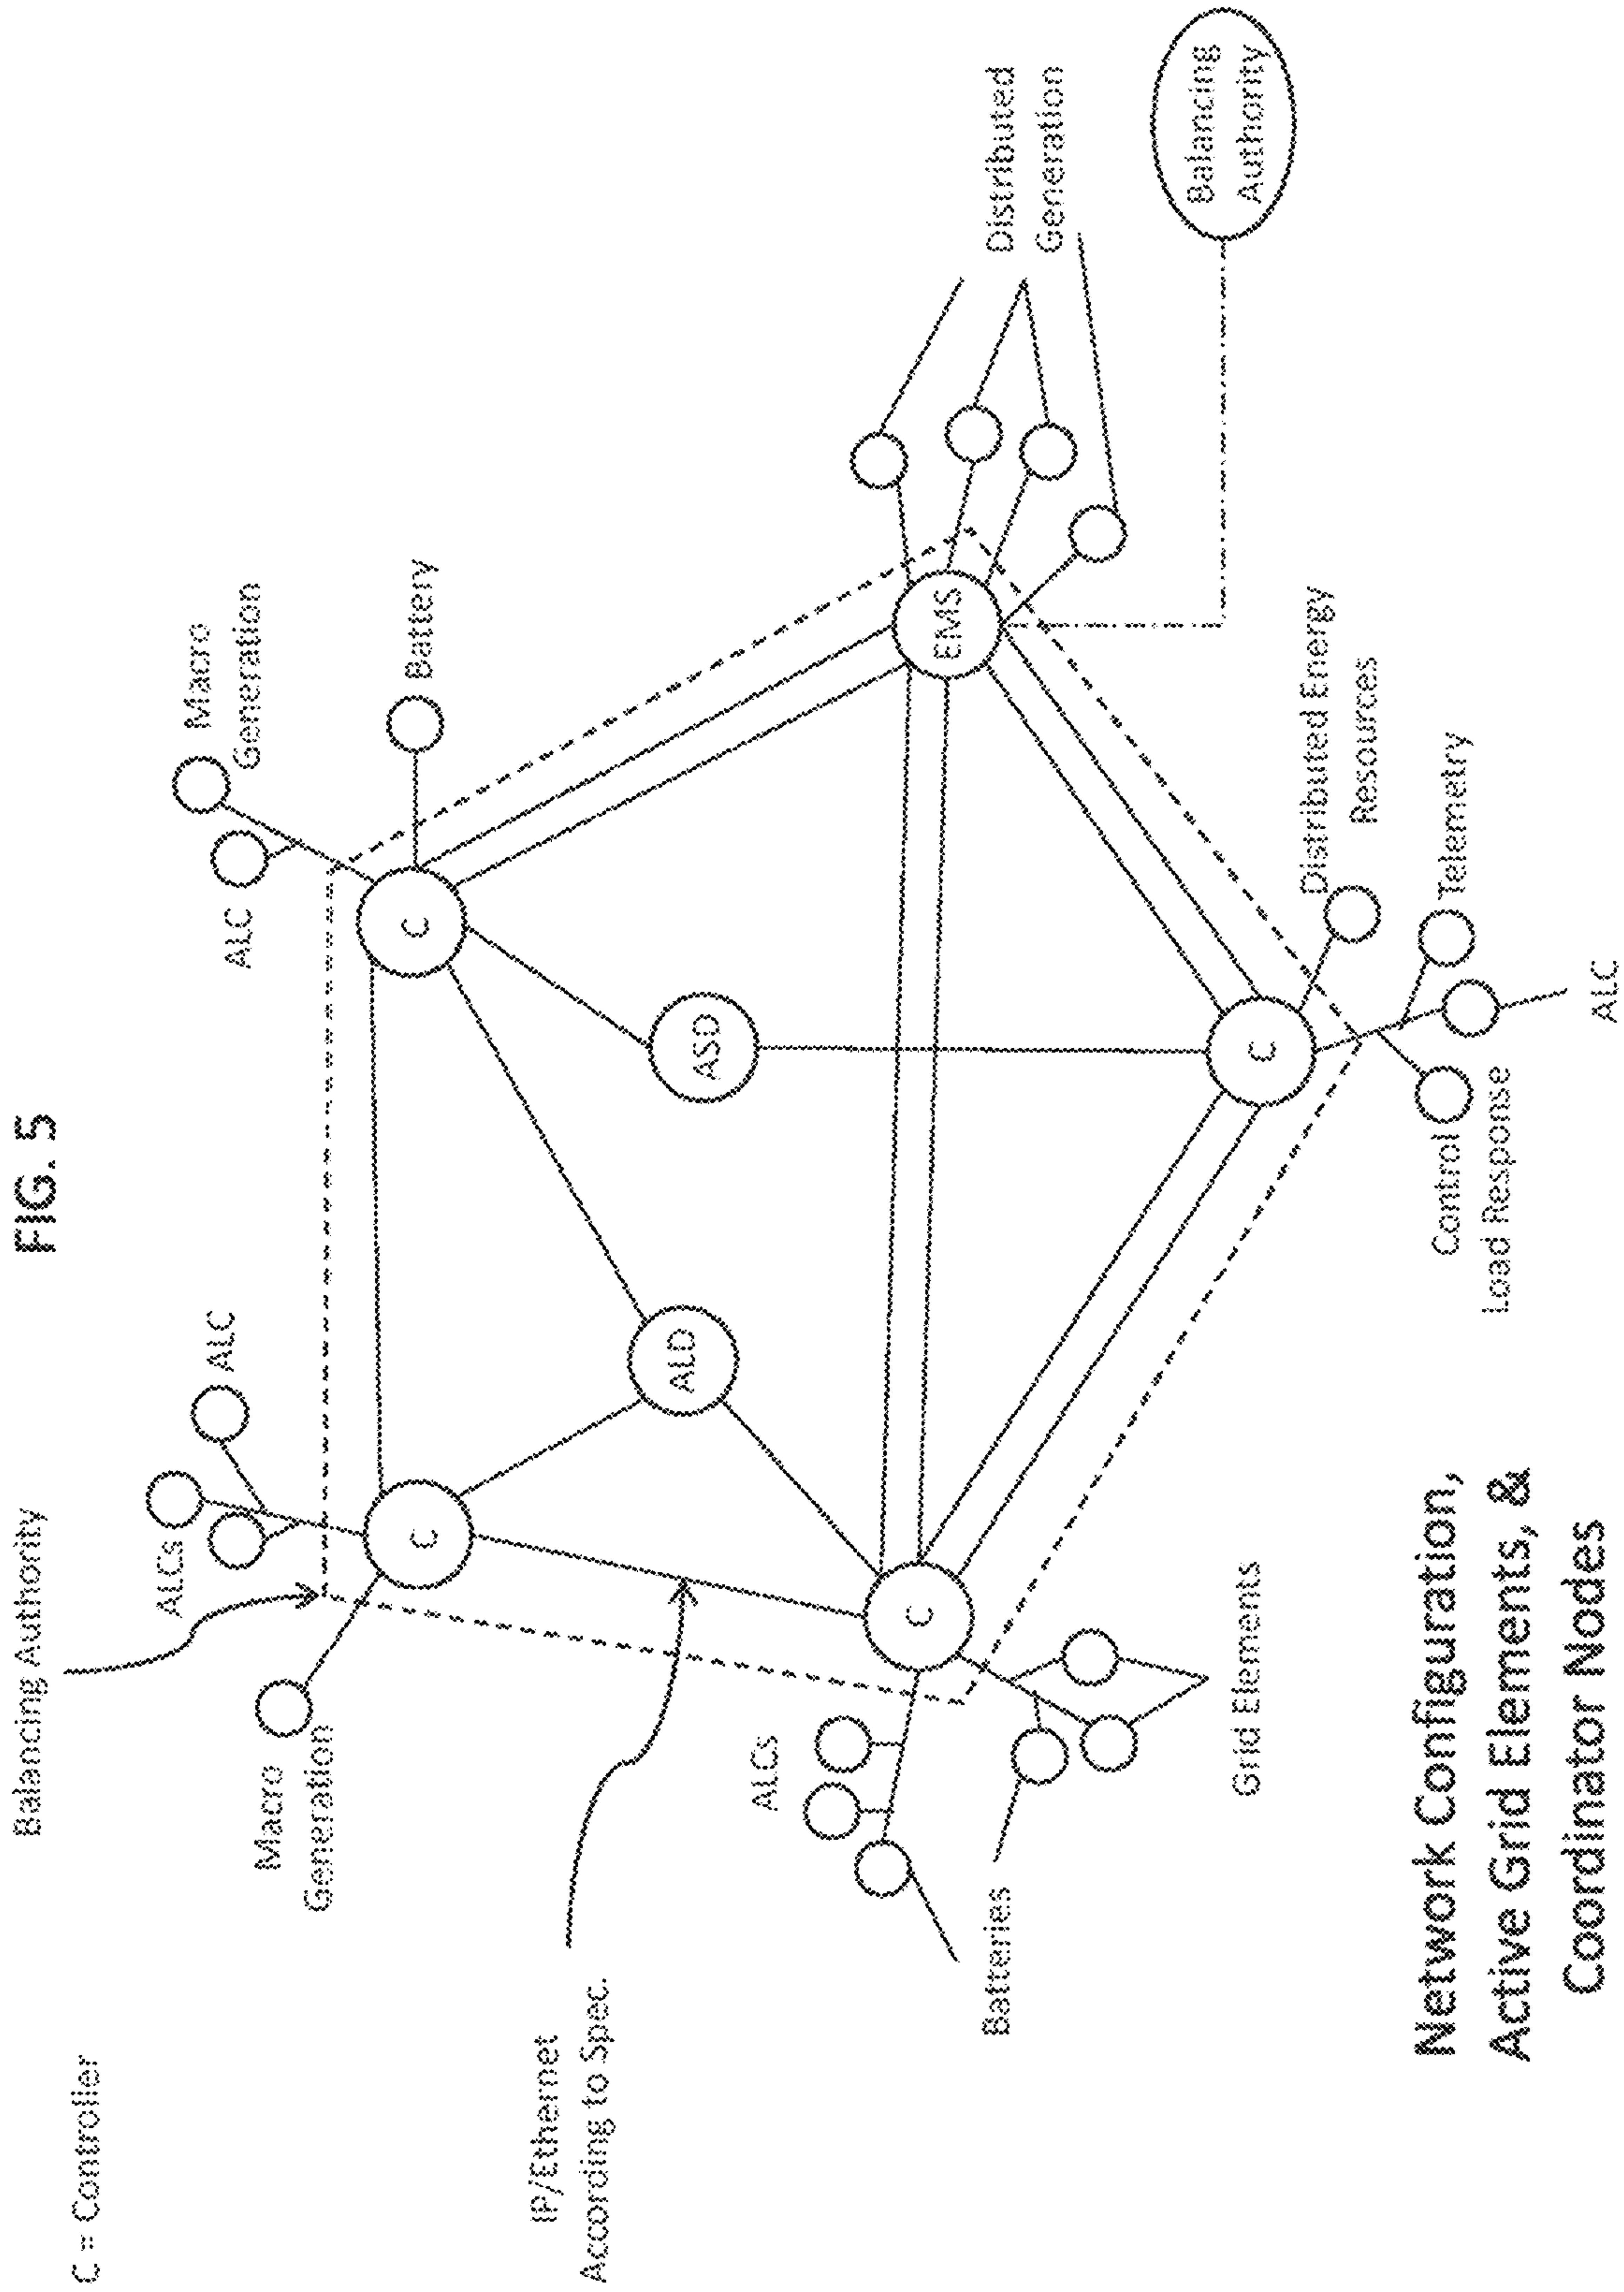 FIG. 5
C = Controller
Balancing Authority
IP/Ethernet
According to Spec.
Macro
Generation
ALCs
ALC
C
ALC
Macro
Generation
C
Battery
ALD
ASD
ALCs
Batteries
C
EMS
Distributed
Generation
Grid Elements
C
Distributed Energy
Resources
Balancing
Authority
Control
Load Response
Telemetry
ALC
Network Configuration,
Active Grid Elements, &
Coordinator Nodes